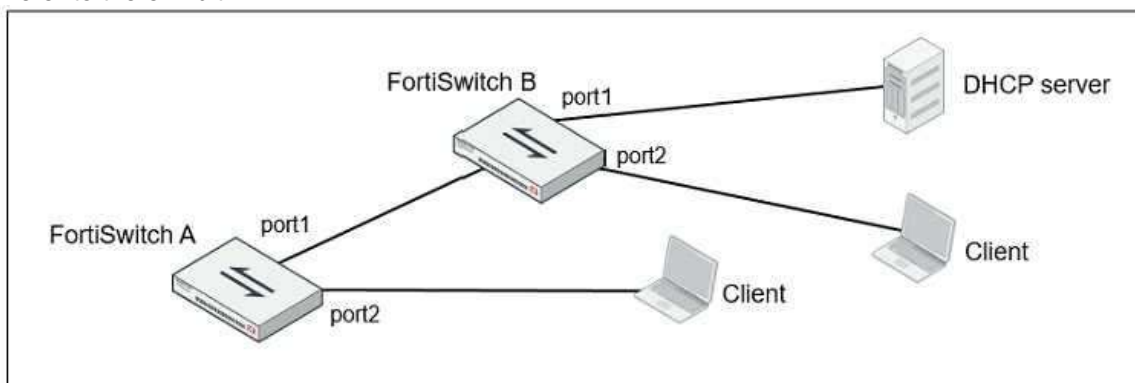 FortiSwitch B
port1
DHCP server
port2
port1
FortiSwitch A
Client
Client
port2